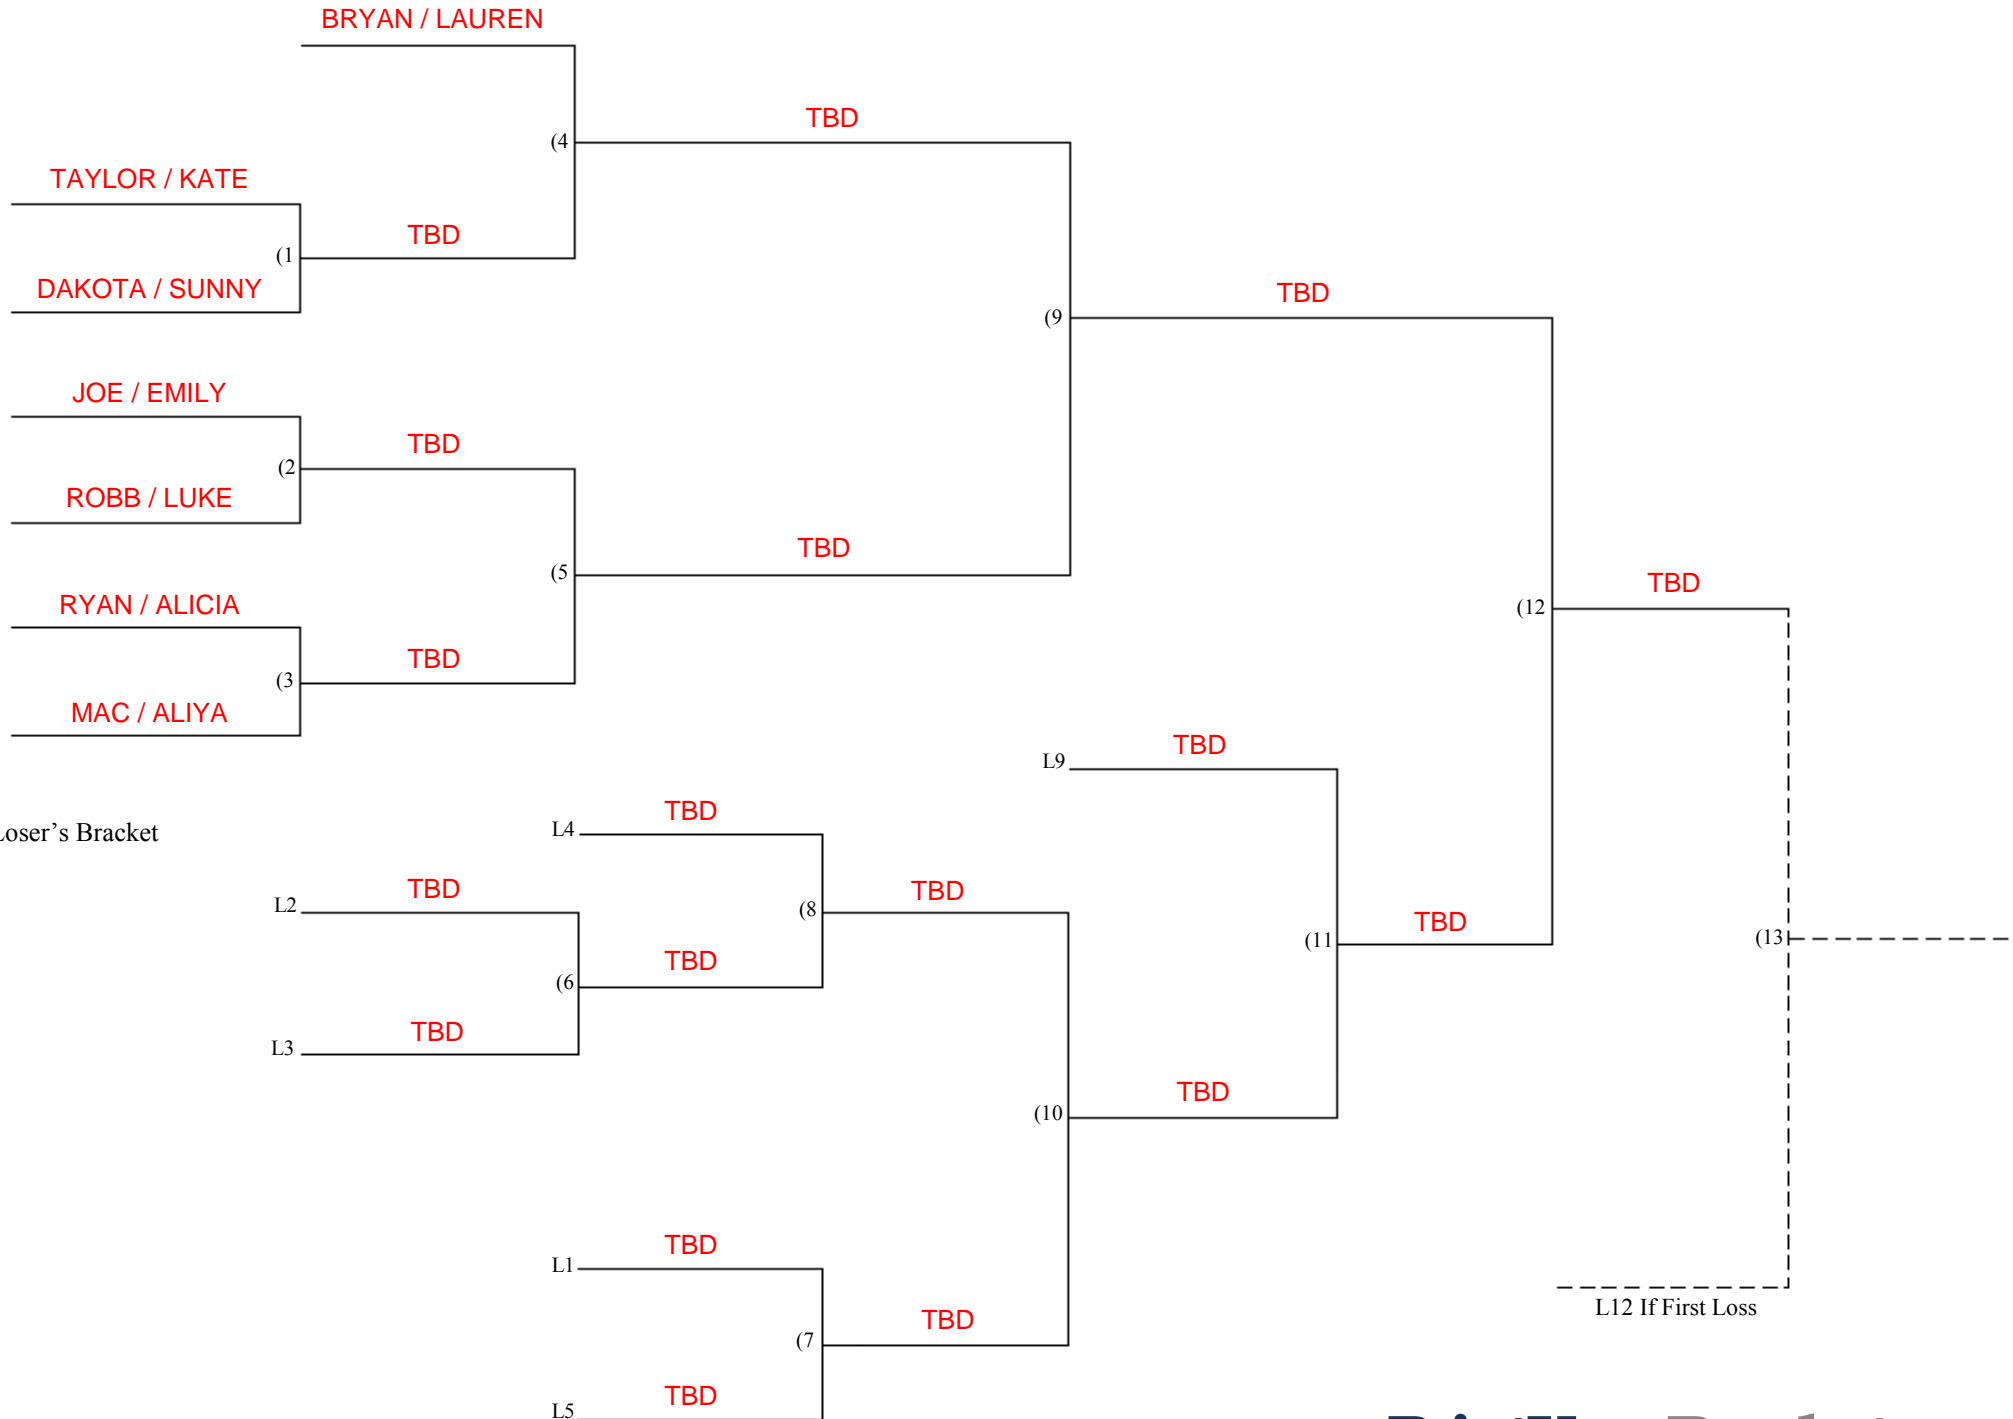 BRYAN / LAUREN
TBD
(4
TAYLOR / KATE
TBD
(1
DAKOTA / SUNNY
TBD
(9
JOE / EMILY
TBD
(2
ROBB / LUKE
TBD
(5
TBD
(12
RYAN / ALICIA
TBD
(3
MAC / ALIYA
L9 TBD
Loser's Bracket
L4 TBD
L2 TBD
(8 TBD
TBD
(11
(13
TBD
(6
L3 TBD
TBD
(10
L1 TBD
L12 If First Loss
TBD
(7
L5 TBD